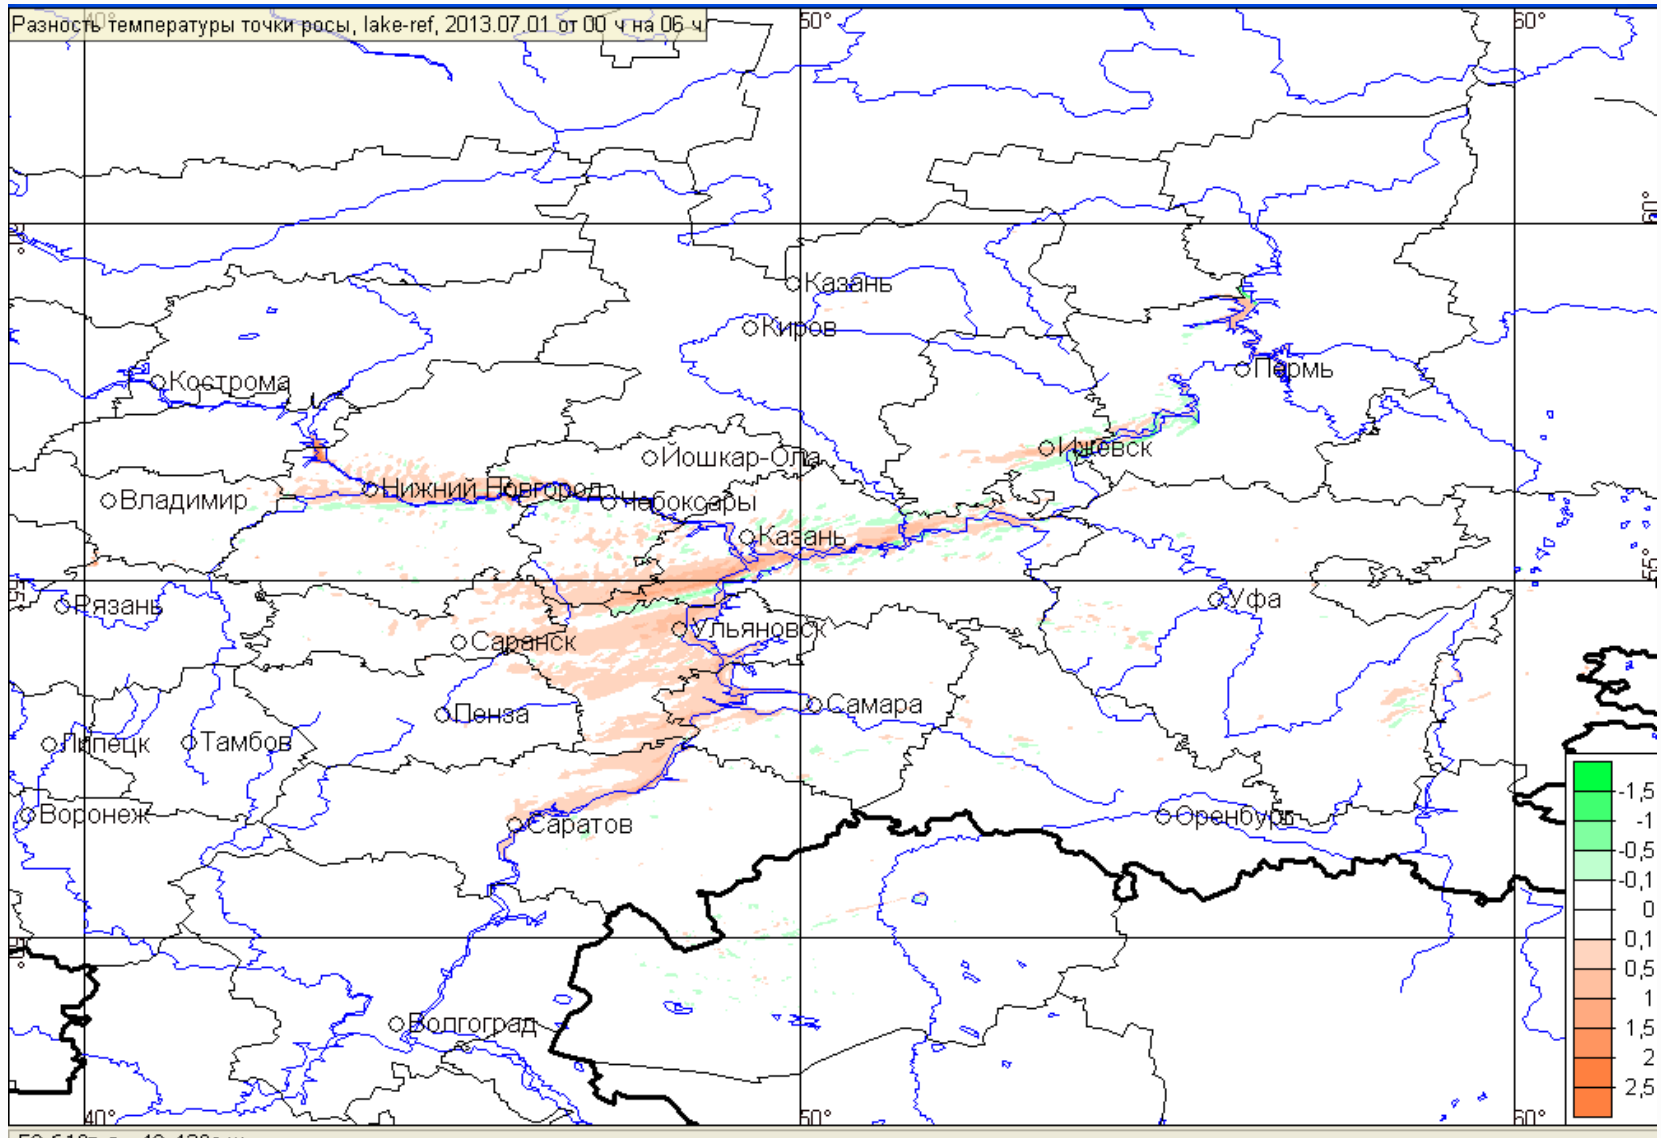 Разность температуры точки росы, lake-ref, 2013.07.01 от 00 ч на 06 ч
40°
50°
60°
60°
Казань
Киров
Пермь
Кострома
Ижевск
Йошкар-Ола
Нижний Новгород
Владимир
Чебоксары
Казань
55°
Рязань
Уфа
Ульяновск
Саранск
Самара
Пенза
Липецк
Тамбов
Воронеж
Саратов
Оренбург
Волгоград
-1,5
-1
-0,5
-0,1
0
0,1
0,5
1
1,5
2
2,5
40°
50°
60°